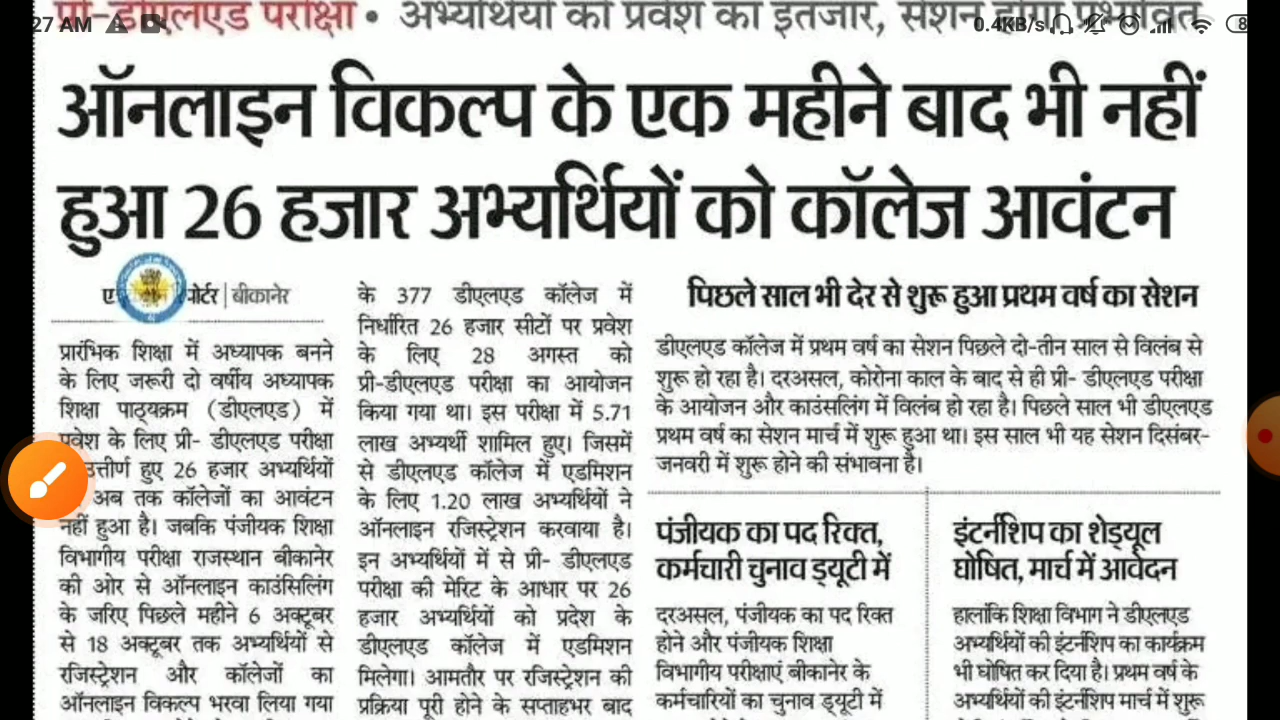 प्री-डीएलएड परीक्षा • अभ्यर्थियों को प्रवेश का इंतजार, सेशन होगा प्रभावित
27 AM
0.4KB/s
8
ऑनलाइन विकल्प के एक महीने बाद भी नहीं
हुआ 26 हजार अभ्यर्थियों को कॉलेज आवंटन
ए
पोर्टर | बीकानेर
प्रारंभिक शिक्षा में अध्यापक बनने
के लिए जरूरी दो वर्षीय अध्यापक
शिक्षा पाठ्यक्रम (डीएलएड) में
प्रवेश के लिए प्री- डीएलएड परीक्षा
उत्तीर्ण हुए 26 हजार अभ्यर्थियों
अब तक कॉलेजों का आवंटन
नहीं हुआ है। जबकि पंजीयक शिक्षा
विभागीय परीक्षा राजस्थान बीकानेर
की ओर से ऑनलाइन काउंसिलिंग
के जरिए पिछले महीने 6 अक्टूबर
से 18 अक्टूबर तक अभ्यर्थियों से
रजिस्ट्रेशन और कॉलेजों का
ऑनलाइन विकल्प भरवा लिया गया
के 377 डीएलएड कॉलेज में
निर्धारित 26 हजार सीटों पर प्रवेश
के लिए 28 अगस्त को
प्री-डीएलएड परीक्षा का आयोजन
किया गया था। इस परीक्षा में 5.71
लाख अभ्यर्थी शामिल हुए। जिसमें
से डीएलएड कॉलेज में एडमिशन
के लिए 1.20 लाख अभ्यर्थियों ने
ऑनलाइन रजिस्ट्रेशन करवाया है।
इन अभ्यर्थियों में से प्री- डीएलएड
परीक्षा की मेरिट के आधार पर 26
हजार अभ्यर्थियों को प्रदेश के
डीएलएड कॉलेज में एडमिशन
मिलेगा। आमतौर पर रजिस्ट्रेशन की
प्रक्रिया पूरी होने के सप्ताहभर बाद
पिछले साल भी देर से शुरू हुआ प्रथम वर्ष का सेशन
डीएलएड कॉलेज में प्रथम वर्ष का सेशन पिछले दो-तीन साल से विलंब से
शुरू हो रहा है। दरअसल, कोरोना काल के बाद से ही प्री- डीएलएड परीक्षा
के आयोजन और काउंसलिंग में विलंब हो रहा है। पिछले साल भी डीएलएड
प्रथम वर्ष का सेशन मार्च में शुरू हुआ था। इस साल भी यह सेशन दिसंबर-
जनवरी में शुरू होने की संभावना है।
पंजीयक का पद रिक्त,
कर्मचारी चुनाव ड्यूटी में
दरअसल, पंजीयक का पद रिक्त
होने और पंजीयक शिक्षा
विभागीय परीक्षाएं बीकानेर के
कर्मचारियों का चुनाव ड्यूटी में
इंटर्नशिप का शेड्यूल
घोषित, मार्च में आवेदन
हालांकि शिक्षा विभाग ने डीएलएड
अभ्यर्थियों की इंटर्नशिप का कार्यक्रम
भी घोषित कर दिया है। प्रथम वर्ष के
अभ्यर्थियों की इंटर्नशिप मार्च में शुरू